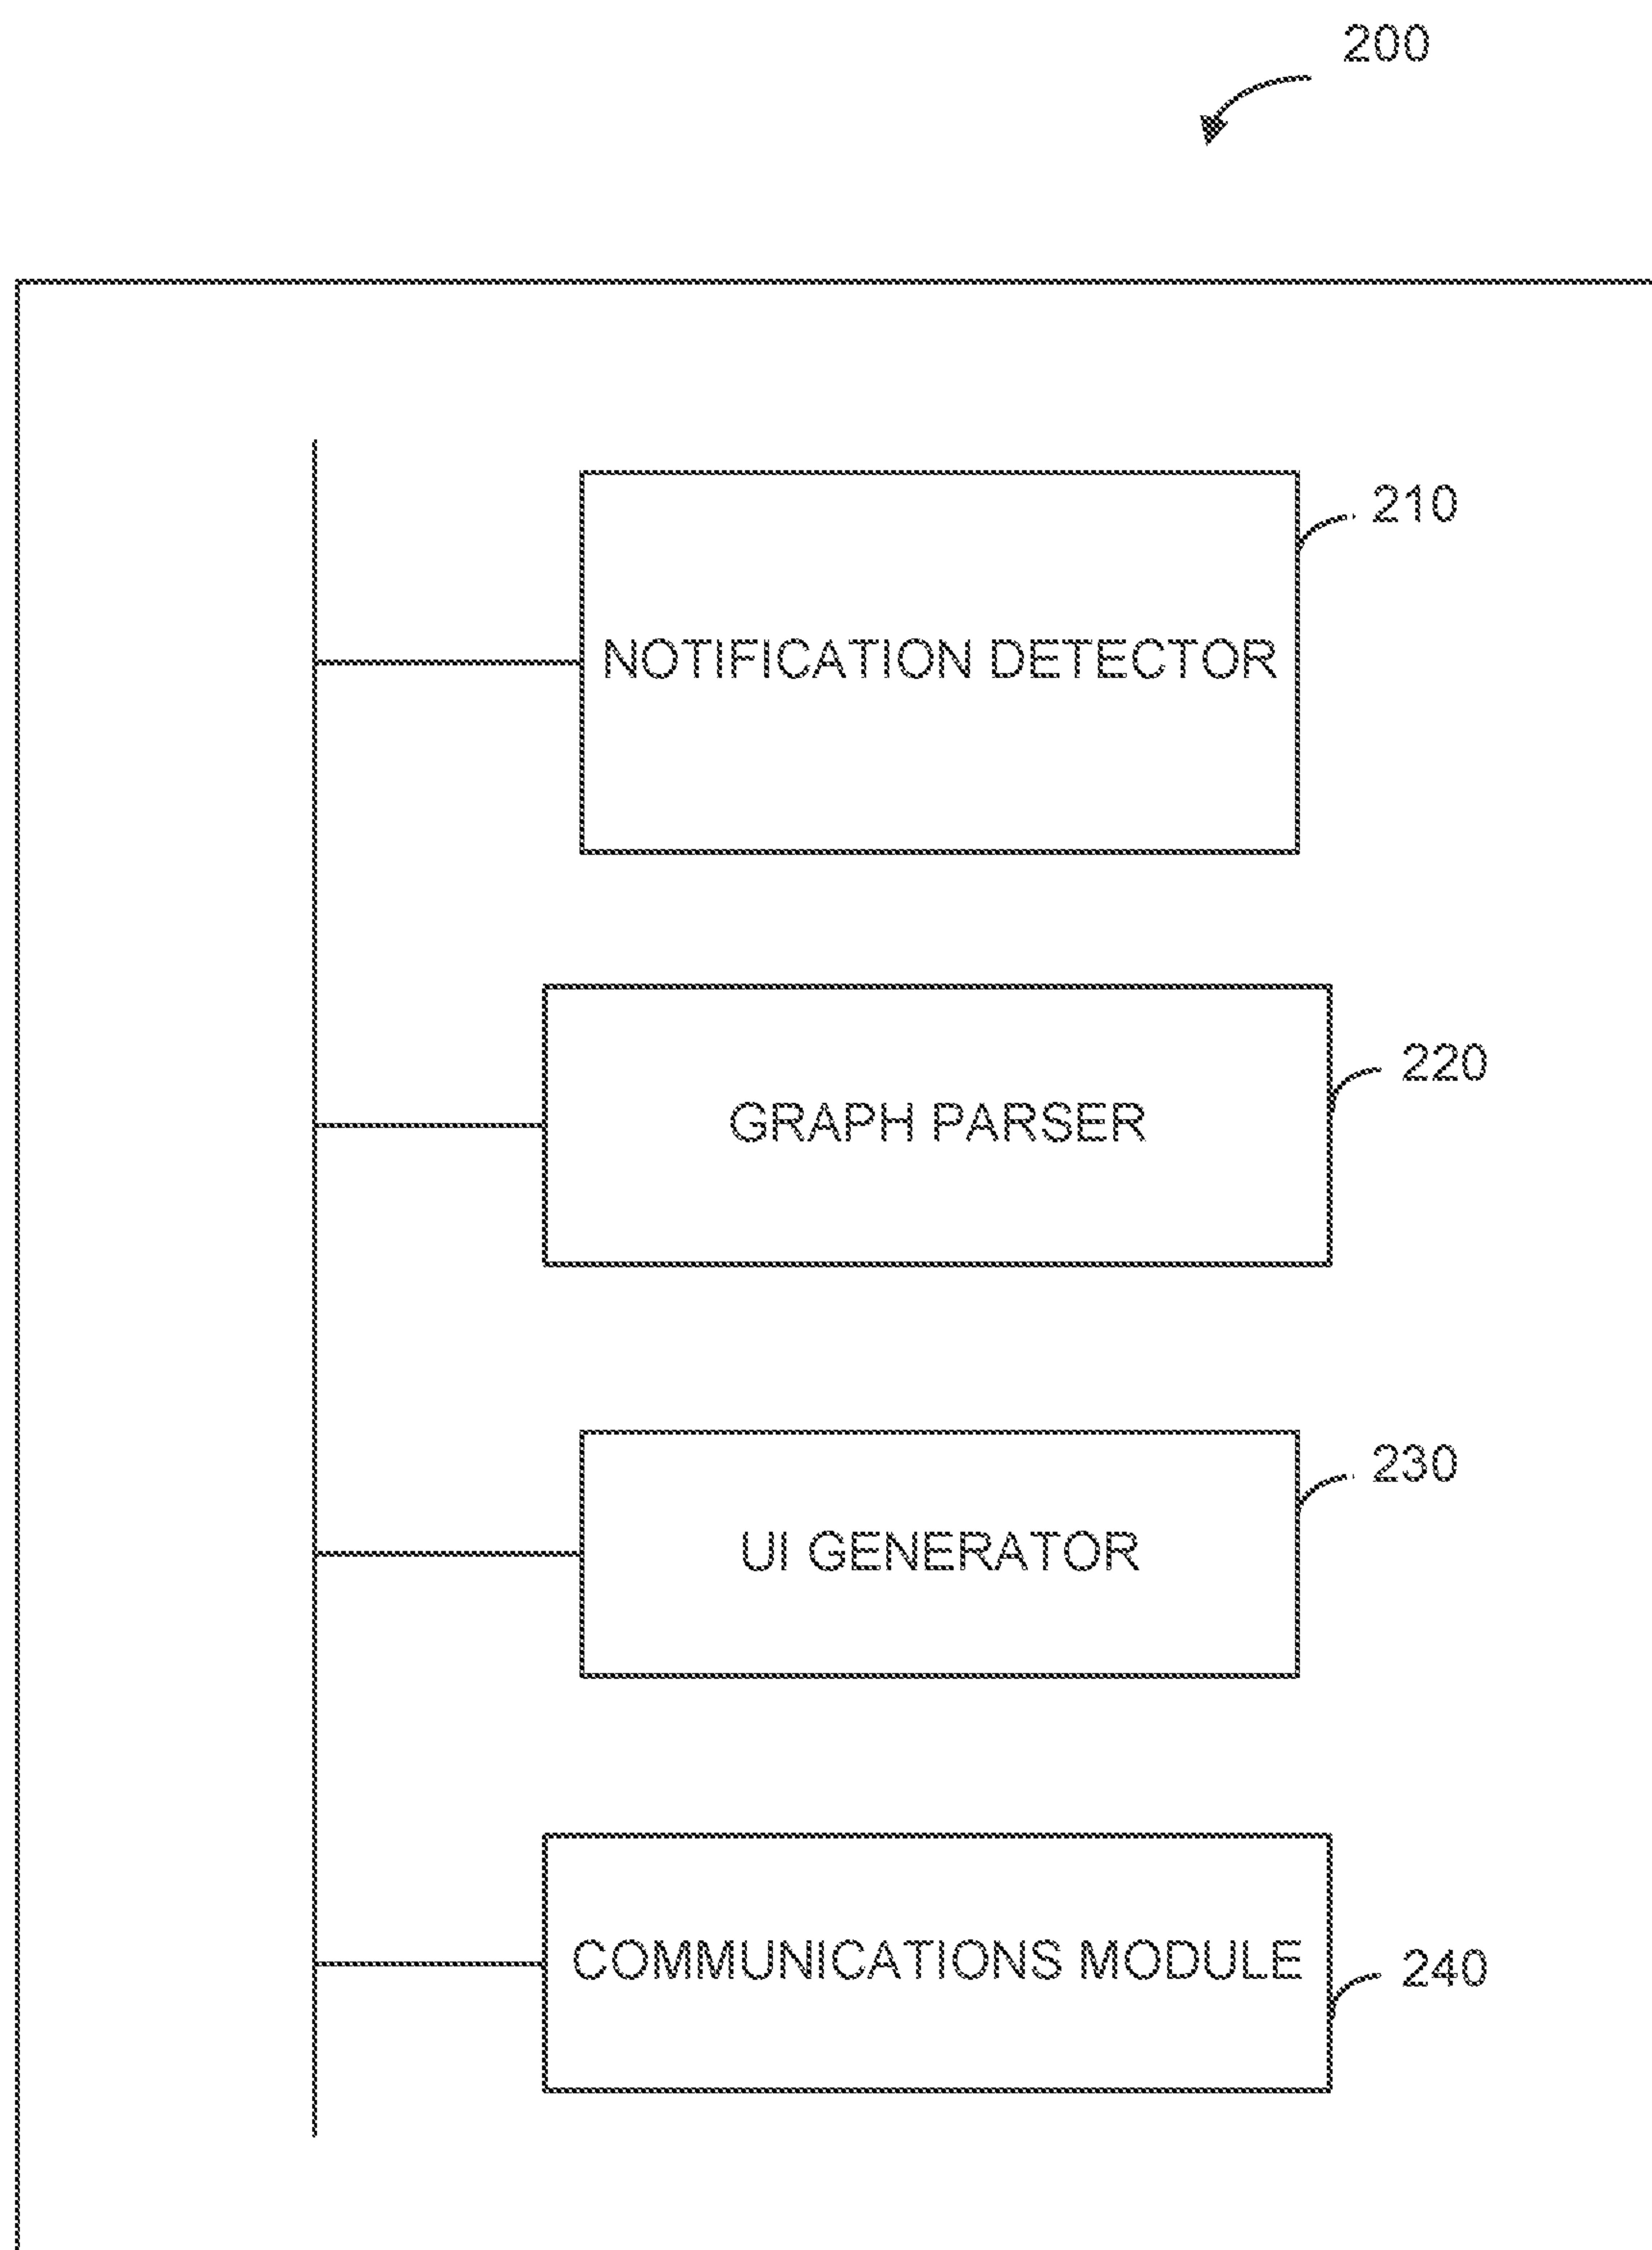 200
210
NOTIFICATION DETECTOR
220
GRAPH PARSER
230
UI GENERATOR
COMMUNICATIONS MODULE
240